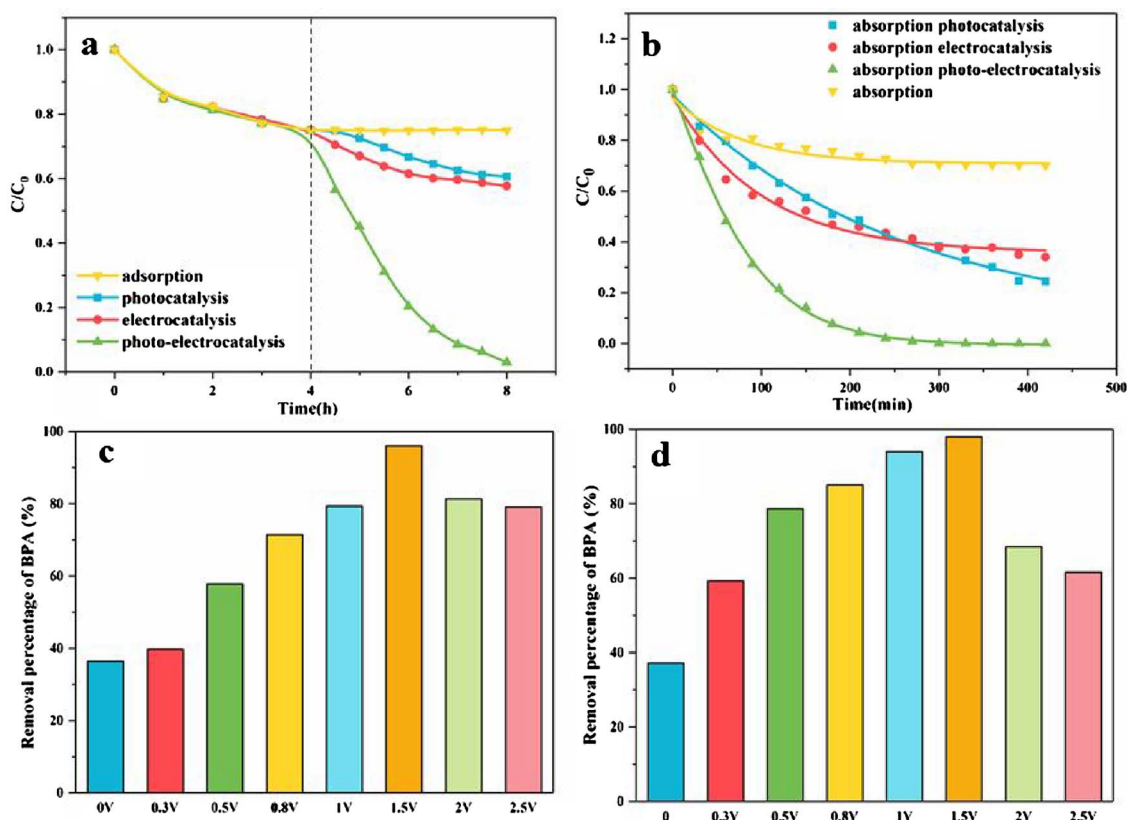 a
C/C0
1.0
0.8
0.6
0.4
0.2
0.0
adsorption
photocatalysis
electrocatalysis
photo-electrocatalysis
0 2 4 6 8
Time(h)
b
C/C0
1.2
1.0
0.8
0.6
0.4
0.2
0.0
absorption photocatalysis
absorption electrocatalysis
absorption photo-electrocatalysis
absorption
0 100 200 300 400 500
Time(min)
c
Removal percentage of BPA (%)
100
80
60
40
20
0
0V 0.3V 0.5V 0.8V 1V 1.5V 2V 2.5V
d
Removal percentage of BPA (%)
100
80
60
40
20
0
0 0.3V 0.5V 0.8V 1V 1.5V 2V 2.5V